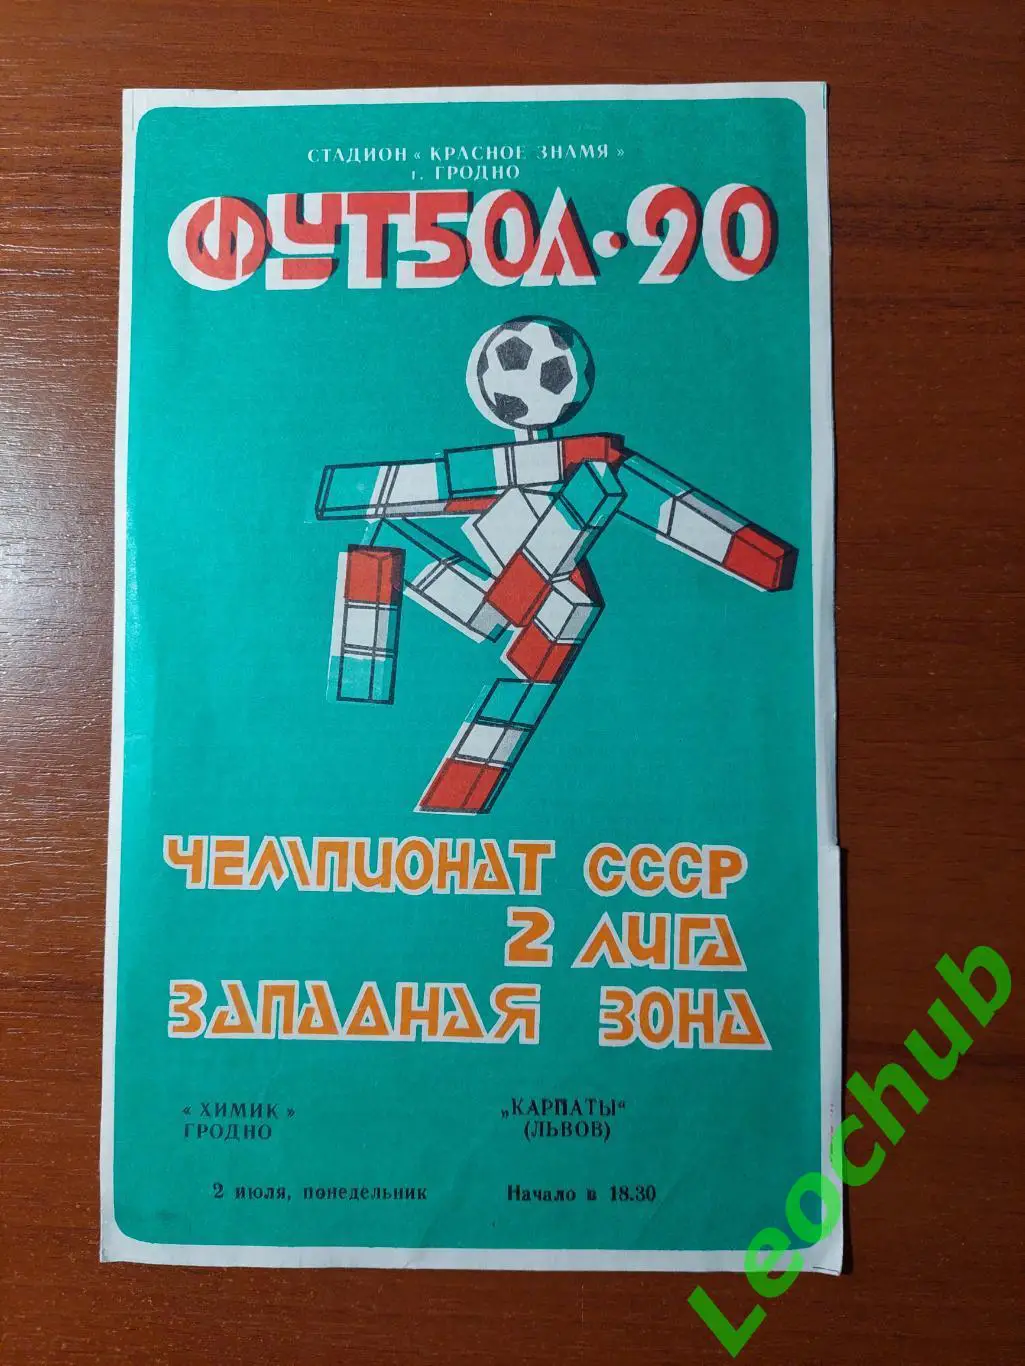 СТАДИОН « КРАСНОЕ ЗНАМЯ »
г. ГРОДНО
ФУТБОЛ·90
ЧЕМПИОНАТ СССР
2 ЛИГА
ЗАПАДНАЯ ЗОНА
« ХИМИК » „КАРПАТЫ“
ГРОДНО (ЛЬВОВ)
2 июля, понедельник Начало в 18.30
Leochub